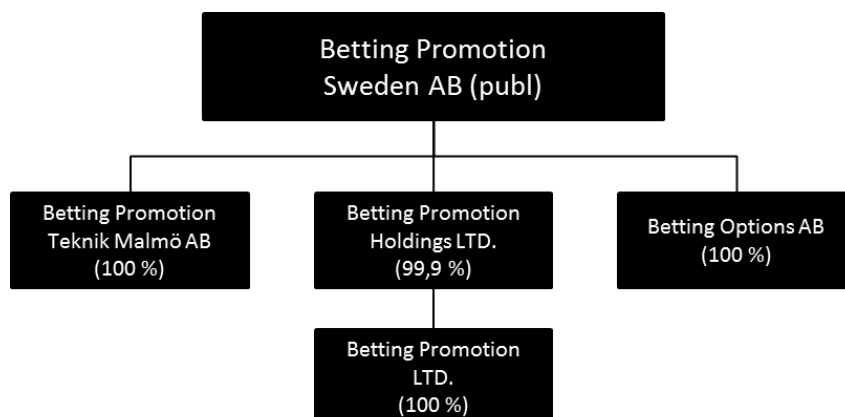 Betting Promotion
Sweden AB (publ)
Betting Promotion
Teknik Malmö AB
(100 %)
Betting Promotion
Holdings LTD.
(99,9 %)
Betting Options AB
(100 %)
Betting Promotion
LTD.
(100 %)